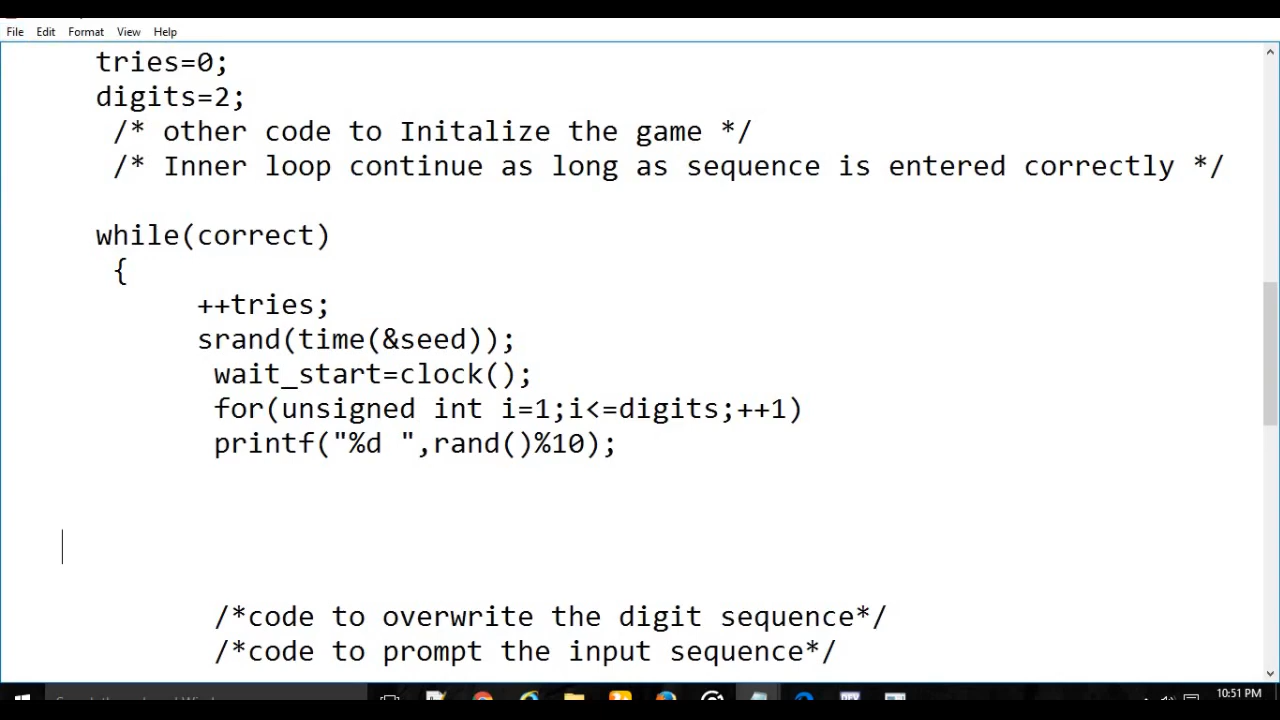 File Edit Format View Help
tries=0;
digits=2;
/* other code to Initalize the game */
/* Inner loop continue as long as sequence is entered correctly */
while(correct)
{
++tries;
srand(time(&seed));
wait_start=clock();
for(unsigned int i=1;i<=digits;++1)
printf("%d ",rand()%10);
/*code to overwrite the digit sequence*/
/*code to prompt the input sequence*/
10:51 PM